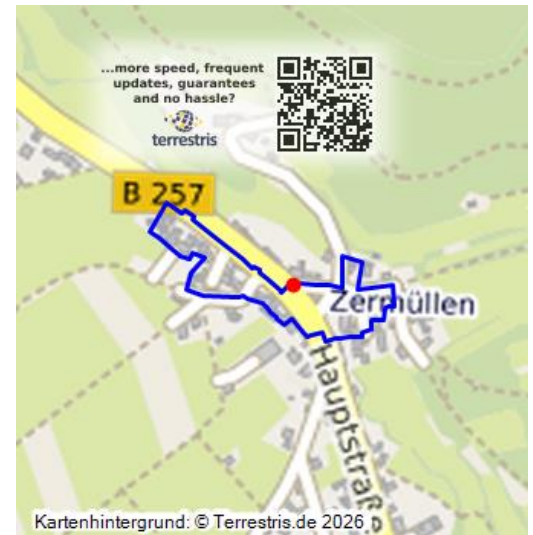 ...more speed, frequent
updates, guarantees
and no hassle?
terrestris
B 257
Zermüllen
Hauptstraß
Kartenhintergrund: © Terrestris.de 2026